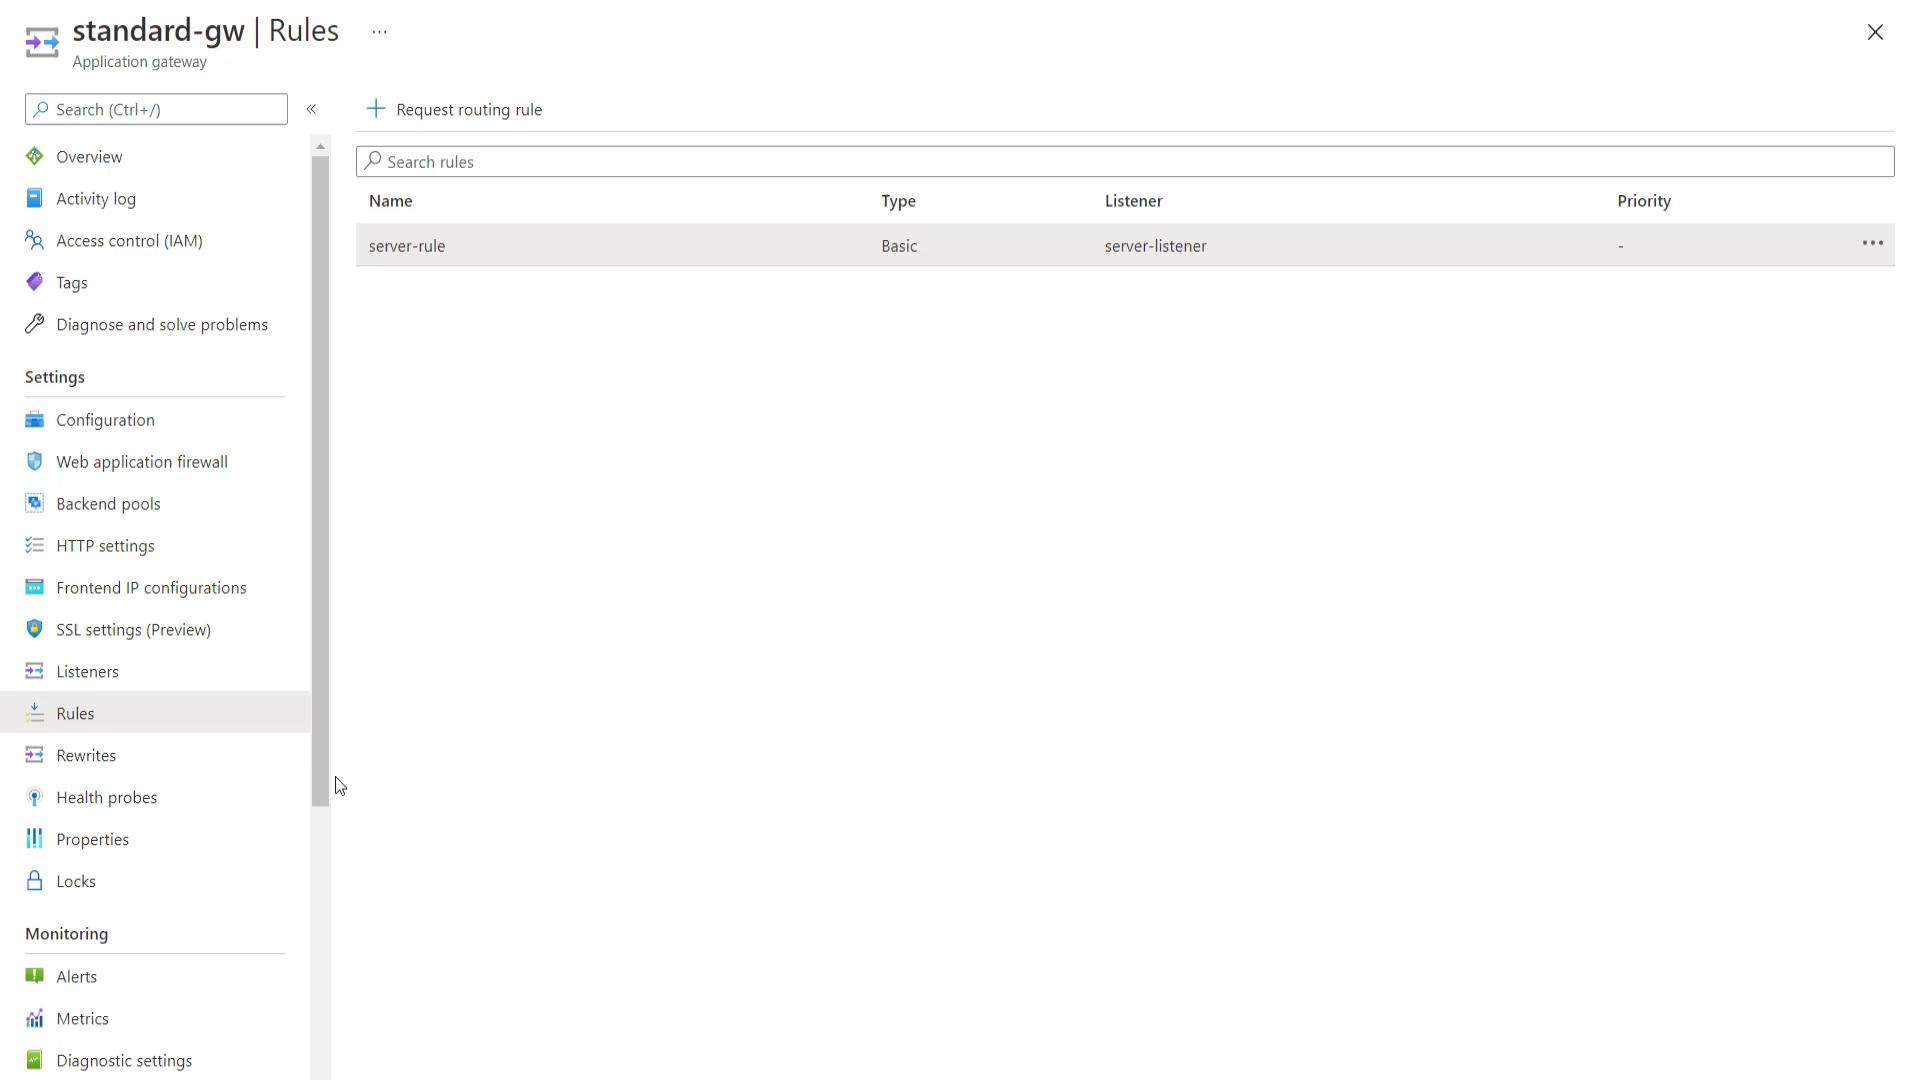 standard-gw | Rules ...
Application gateway
Search (Ctrl+/) «
Overview
Activity log
Access control (IAM)
Tags
Diagnose and solve problems
Settings
Configuration
Web application firewall
Backend pools
HTTP settings
Frontend IP configurations
SSL settings (Preview)
Listeners
Rules
Rewrites
Health probes
Properties
Locks
Monitoring
Alerts
Metrics
Diagnostic settings
+ Request routing rule
Search rules
Name Type Listener Priority
server-rule Basic server-listener - ...